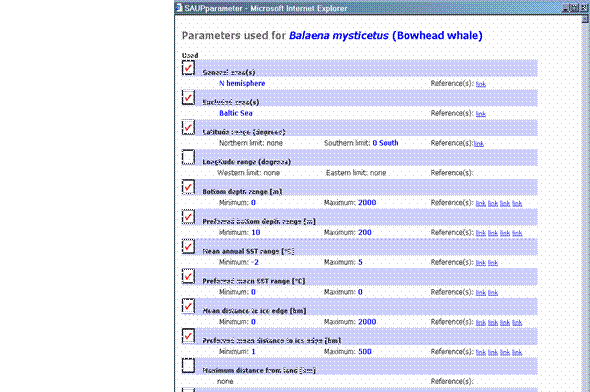 SAUPparameter - Microsoft Internet Explorer
Parameters used for Balaena mysticetus (Bowhead whale)
Used
General area(s)
N hemisphere Reference(s): link
Excluded area(s)
Baltic Sea Reference(s): link
Latitude range (degrees)
Northern limit: none Southern limit: 0 South Reference(s): link
Longitude range (degrees)
Western limit: none Eastern limit: none Reference(s):
Bottom depth range [m]
Minimum: 0 Maximum: 2000 Reference(s): link link link link
Preferred bottom depth range [m]
Minimum: 10 Maximum: 200 Reference(s): link link link link
Mean annual SST range [°C]
Minimum: -2 Maximum: 5 Reference(s): link link
Preferred mean SST range [°C]
Minimum: 0 Maximum: 0 Reference(s): link link
Mean distance to ice edge [km]
Minimum: 0 Maximum: 2000 Reference(s): link link link link
Preferred mean distance to ice edge [km]
Minimum: 1 Maximum: 500 Reference(s): link link link link
Maximum distance from land [km]
none Reference(s):